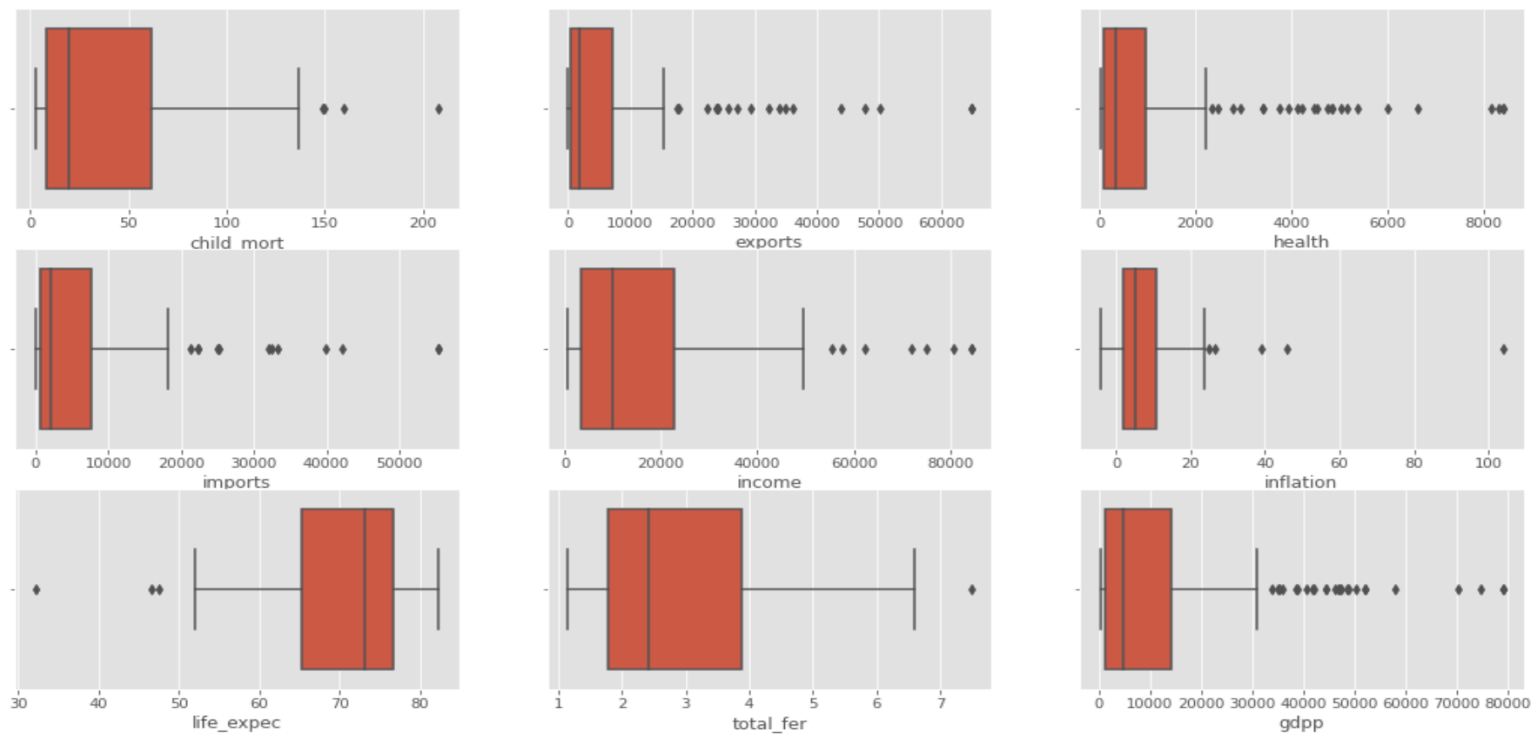 0 50 100 150 200
child_mort
0 10000 20000 30000 40000 50000 60000
exports
0 2000 4000 6000 8000
health
0 10000 20000 30000 40000 50000
imports
0 20000 40000 60000 80000
income
0 20 40 60 80 100
inflation
30 40 50 60 70 80
life_expec
1 2 3 4 5 6 7
total_fer
0 10000 20000 30000 40000 50000 60000 70000 80000
gdpp